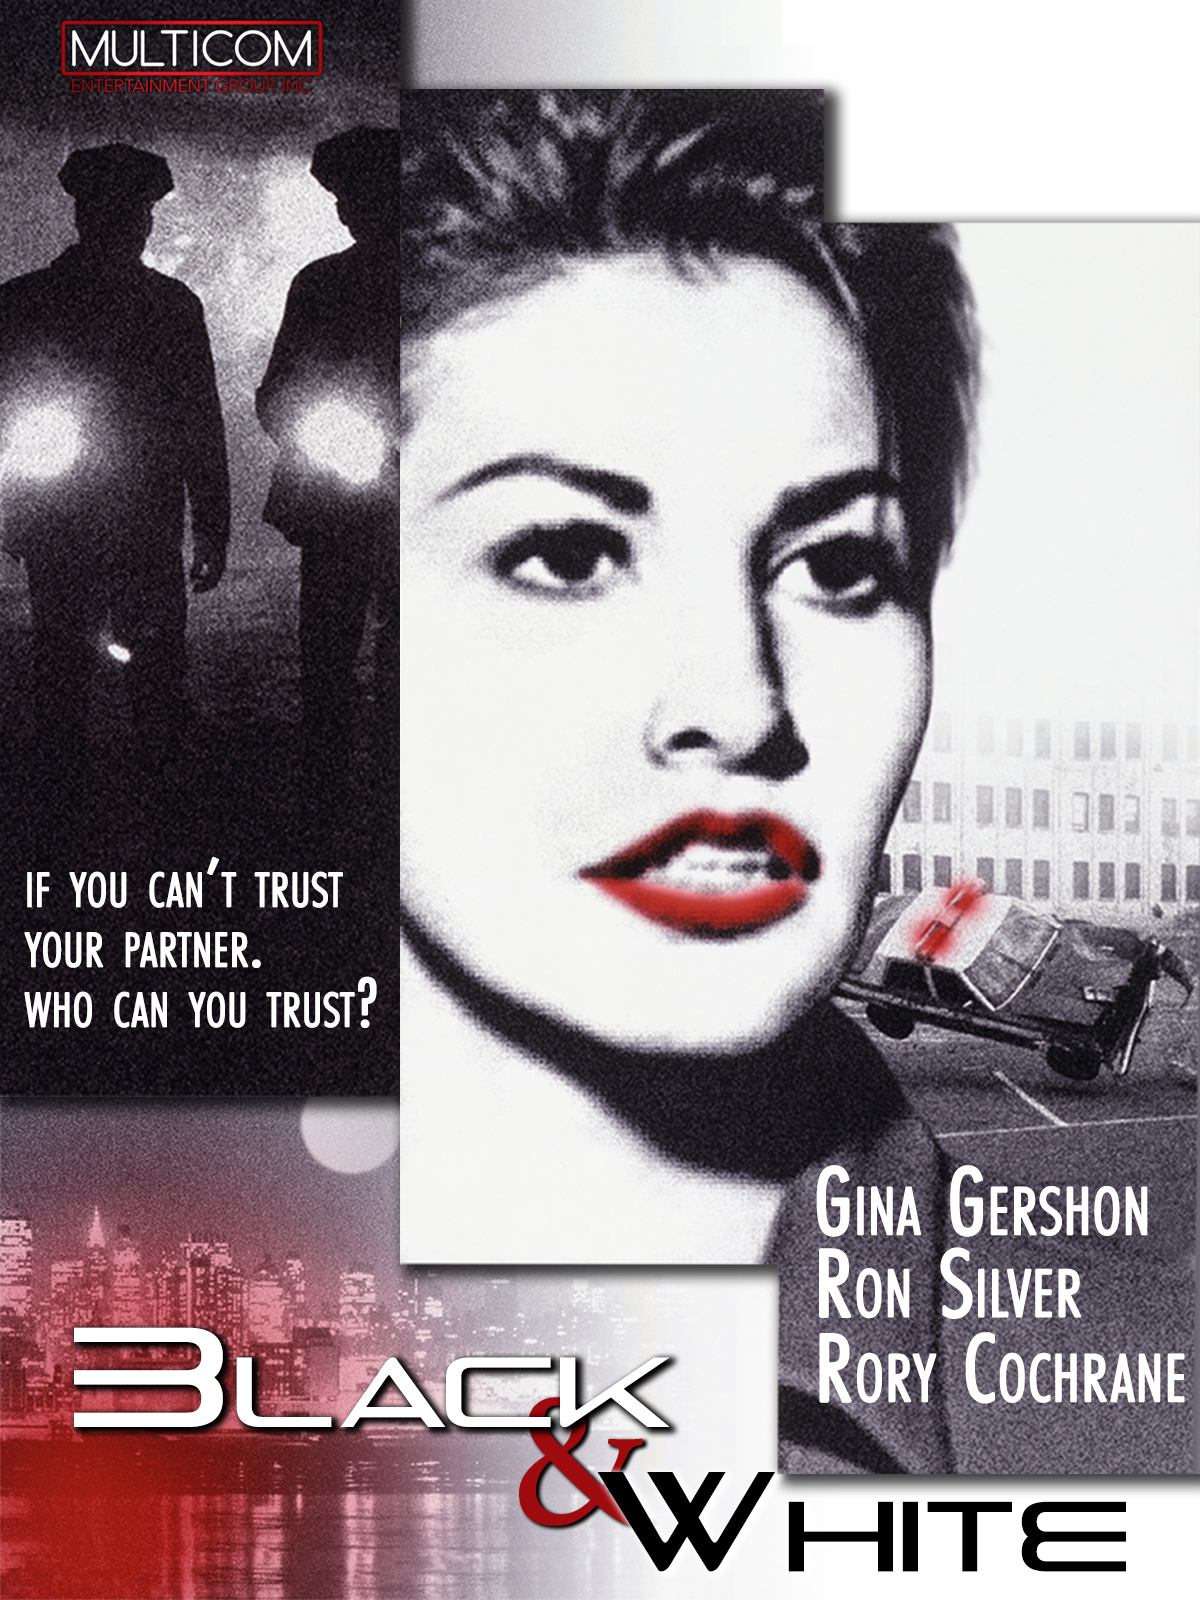 MULTICOM
ENTERTAINMENT GROUP, INC
IF YOU CAN'T TRUST
YOUR PARTNER.
WHO CAN YOU TRUST?
GINA GERSHON
RON SILVER
RORY COCHRANE
BLACK
&
WHITE